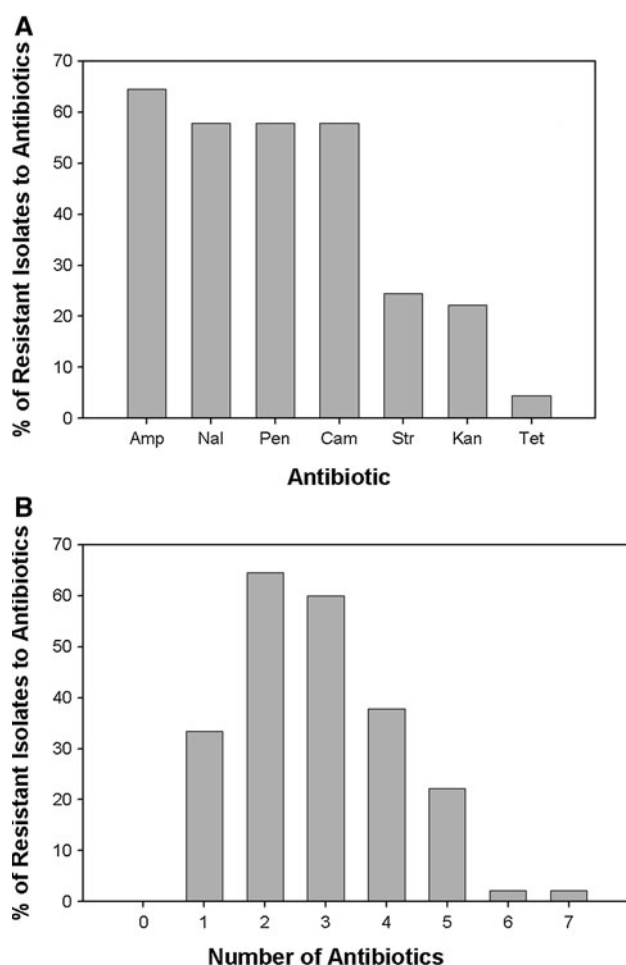 A
% of Resistant Isolates to Antibiotics
70
60
50
40
30
20
10
0
Amp Nal Pen Cam Str Kan Tet
Antibiotic
B
% of Resistant Isolates to Antibiotics
70
60
50
40
30
20
10
0
0 1 2 3 4 5 6 7
Number of Antibiotics